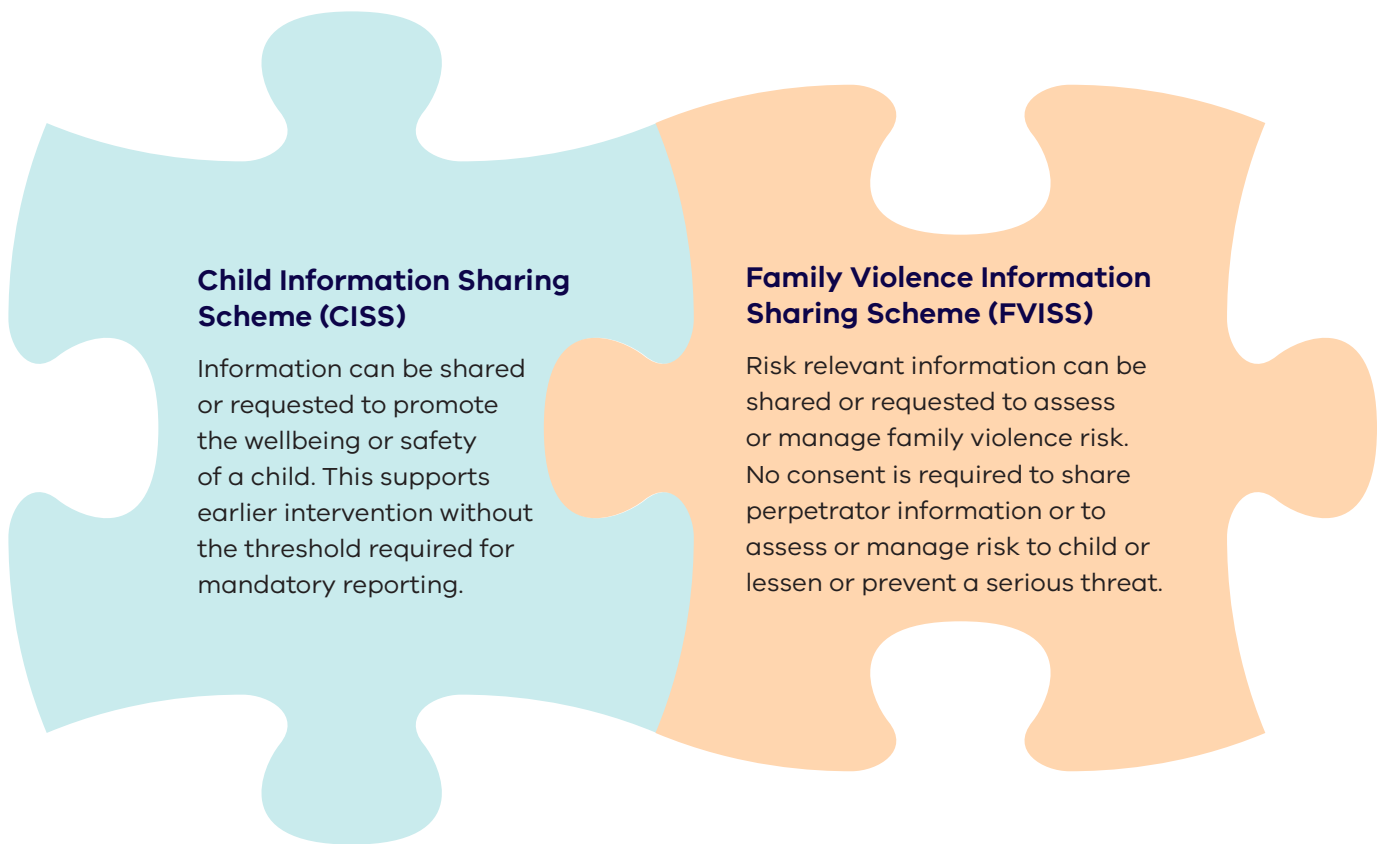 Child Information Sharing
Scheme (CISS)
Information can be shared
or requested to promote
the wellbeing or safety
of a child. This supports
earlier intervention without
the threshold required for
mandatory reporting.
Family Violence Information
Sharing Scheme (FVISS)
Risk relevant information can be
shared or requested to assess
or manage family violence risk.
No consent is required to share
perpetrator information or to
assess or manage risk to child or
lessen or prevent a serious threat.